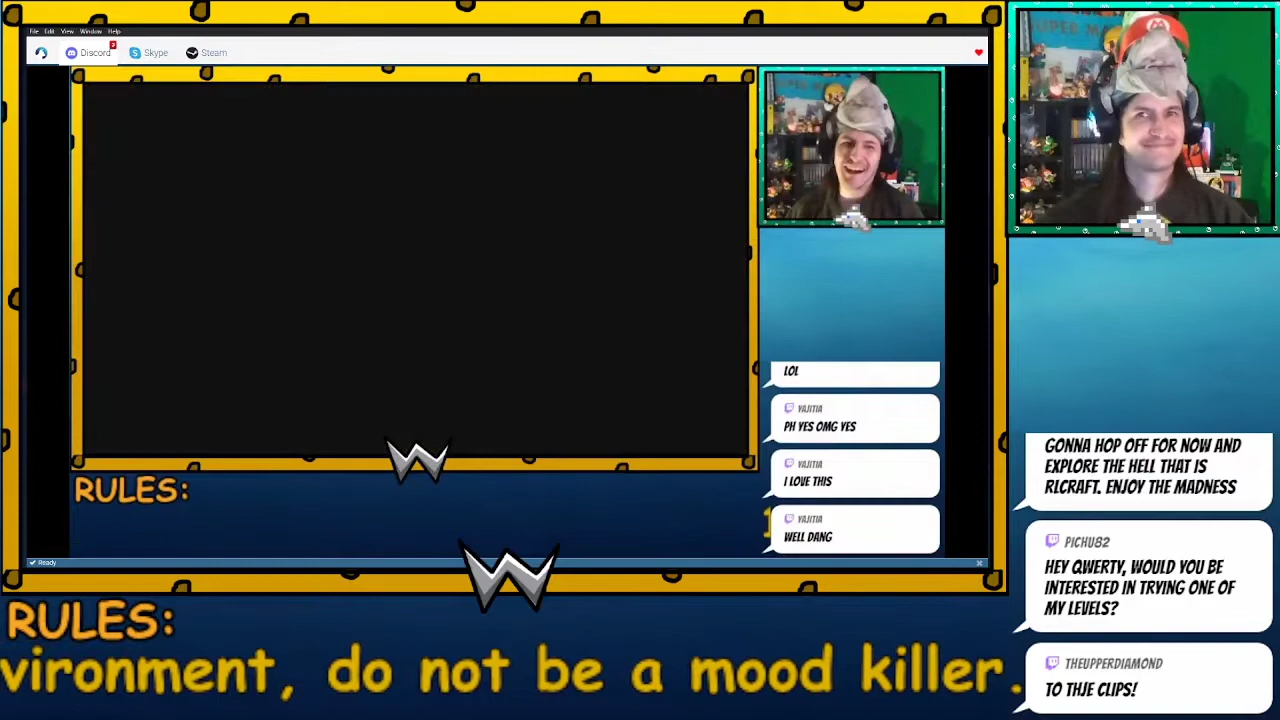 File Edit View Window Help
Discord
Skype
Steam
LOL
YAJITIA
PH YES OMG YES
YAJITIA
I LOVE THIS
YAJITIA
WELL DANG
RULES:
Ready
GONNA HOP OFF FOR NOW AND
EXPLORE THE HELL THAT IS
RLCRAFT. ENJOY THE MADNESS
PICHU82
HEY QWERTY, WOULD YOU BE
INTERESTED IN TRYING ONE OF
MY LEVELS?
THEUPPERDIAMOND
TO THJE CLIPS!
RULES:
vironment, do not be a mood killer.